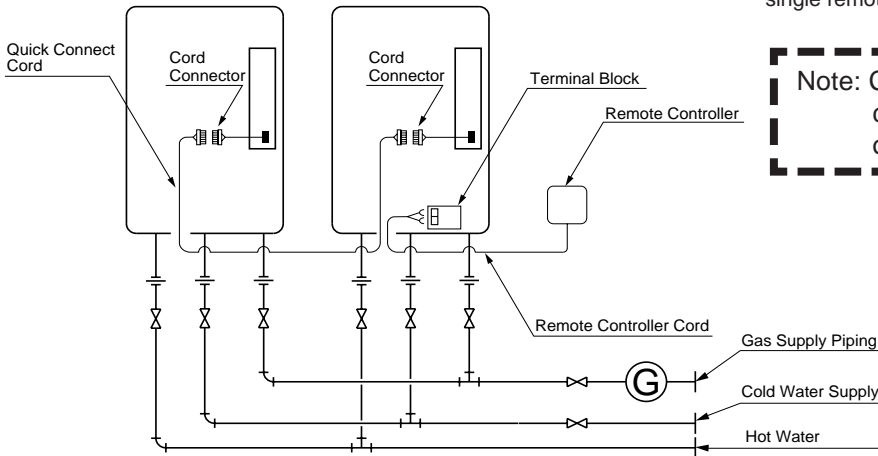 single remo
Quick Connect
Cord
Cord
Connector
Cord
Connector
Terminal Block
Remote Controller
Note:
Remote Controller Cord
Gas Supply Piping
G
Cold Water Supply
Hot Water